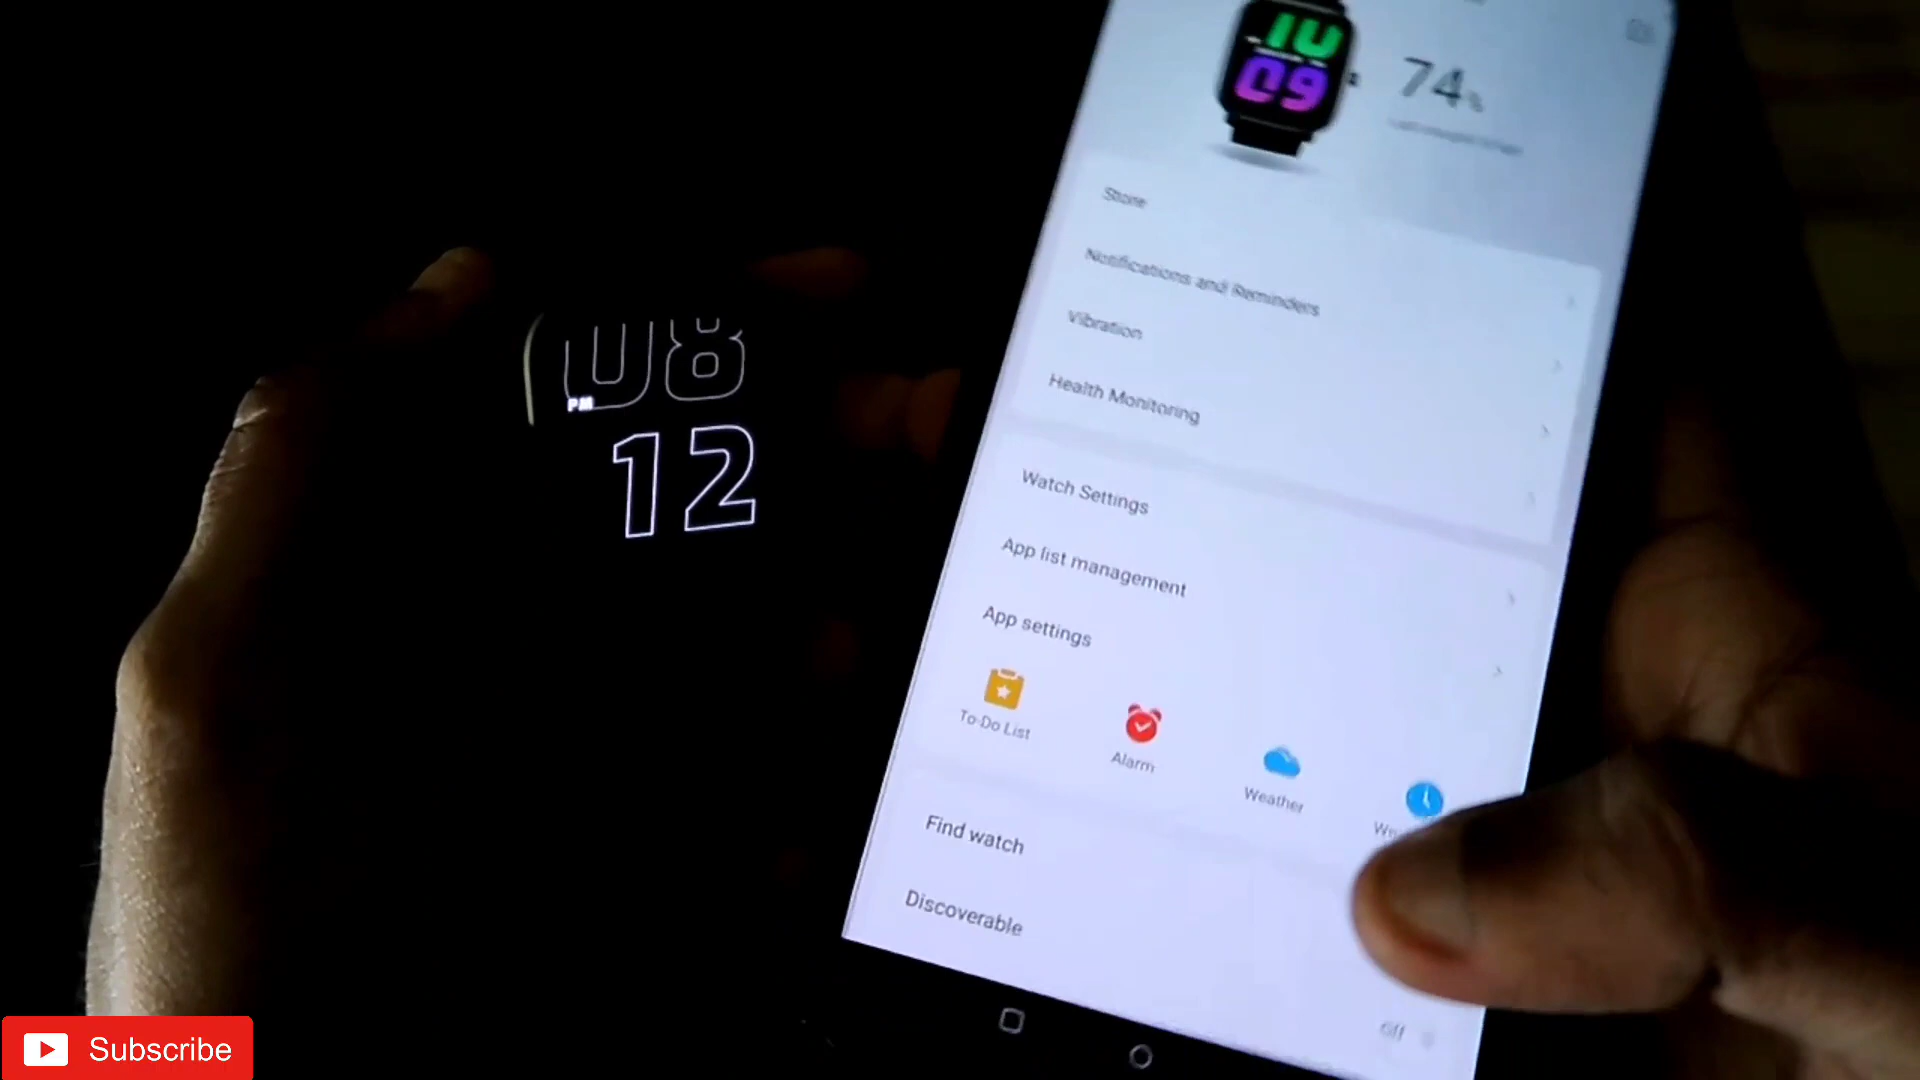 10
09
74%
08
PM
12
Store
Notifications and Reminders
Vibration
Health Monitoring
Watch Settings
App list management
App settings
To-Do List
Alarm
Weather
Find watch
Discoverable
Off
Subscribe